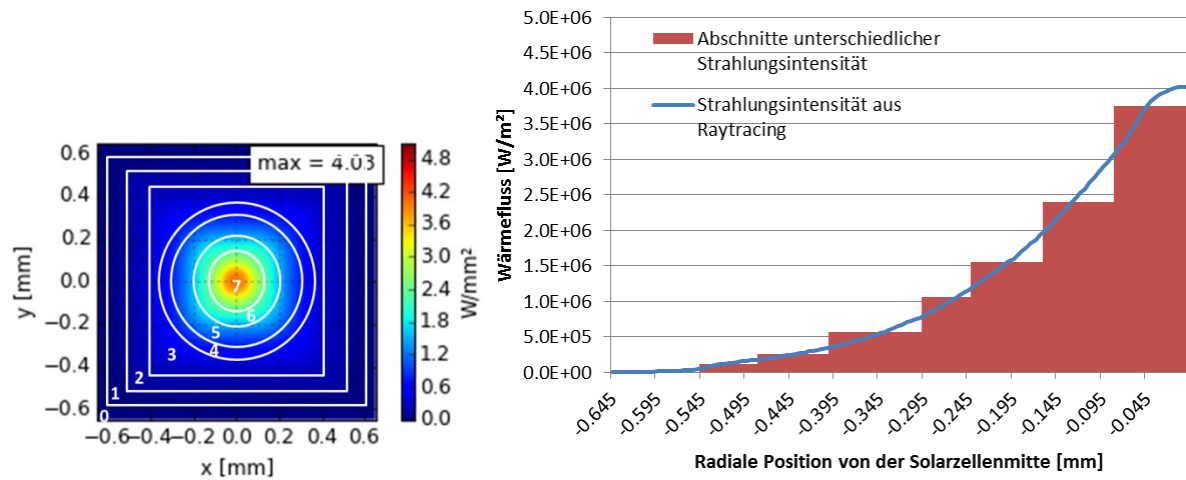 max = 4.03
0.6
0.4
0.2
0.0
−0.2
−0.4
−0.6
y [mm]
−0.6
−0.4
−0.2
0.0
0.2
0.4
0.6
x [mm]
0
1
2
3
4
5
6
7
4.8
4.2
3.6
3.0
2.4
1.8
1.2
0.6
0.0
W/mm²
5.0E+06
4.5E+06
4.0E+06
3.5E+06
3.0E+06
2.5E+06
2.0E+06
1.5E+06
1.0E+06
5.0E+05
0.0E+00
Wärmefluss [W/m²]
Abschnitte unterschiedlicher
Strahlungsintensität
Strahlungsintensität aus
Raytracing
-0.645
-0.595
-0.545
-0.495
-0.445
-0.395
-0.345
-0.295
-0.245
-0.195
-0.145
-0.095
-0.045
Radiale Position von der Solarzellenmitte [mm]